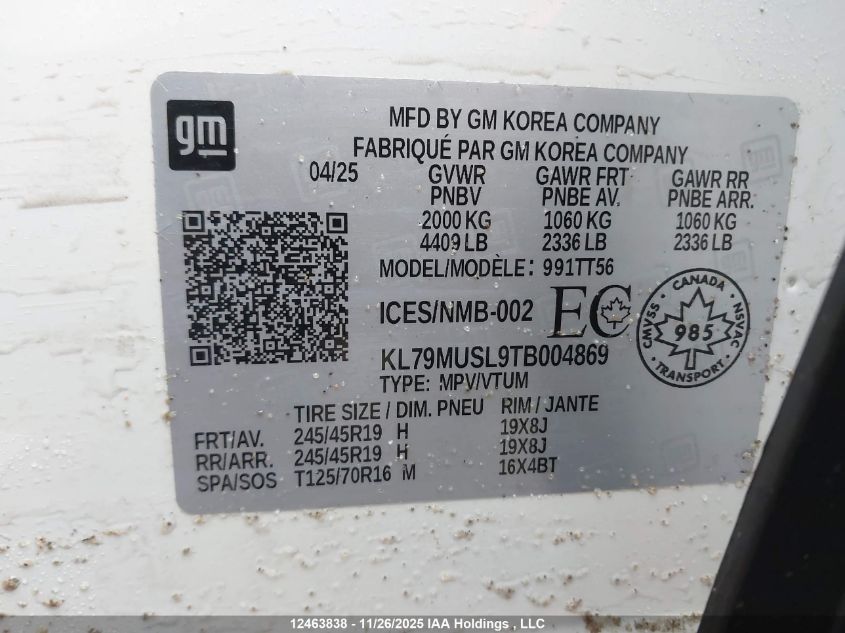 gm
MFD BY GM KOREA COMPANY
FABRIQUÉ PAR GM KOREA COMPANY
04/25 GVWR GAWR FRT GAWR RR
PNBV PNBE AV. PNBE ARR.
2000 KG 1060 KG 1060 KG
4409 LB 2336 LB 2336 LB
MODEL/MODÈLE: 991TT56
ICES/NMB-002 EC
CANADA
CMVSS 985 NSVAC
TRANSPORT
KL79MUSL9TB004869
TYPE: MPV/VTUM
TIRE SIZE / DIM. PNEU RIM / JANTE
FRT/AV. 245/45R19 H 19X8J
RR/ARR. 245/45R19 H 19X8J
SPA/SOS T125/70R16 M 16X4BT
12463838 - 11/26/2025 IAA Holdings , LLC